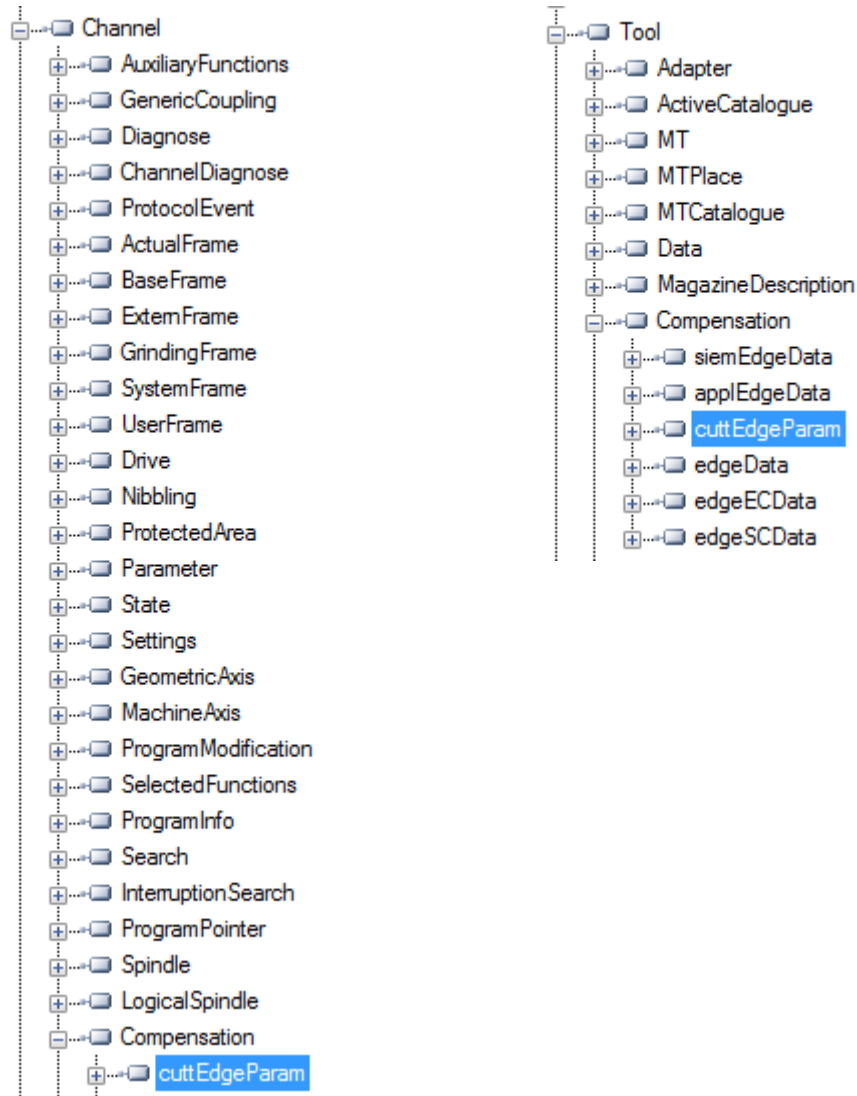 Channel
AuxiliaryFunctions
GenericCoupling
Diagnose
ChannelDiagnose
ProtocolEvent
ActualFrame
BaseFrame
ExternFrame
GrindingFrame
SystemFrame
UserFrame
Drive
Nibbling
ProtectedArea
Parameter
State
Settings
GeometricAxis
MachineAxis
ProgramModification
SelectedFunctions
ProgramInfo
Search
InterruptionSearch
ProgramPointer
Spindle
LogicalSpindle
Compensation
cuttEdgeParam
Tool
Adapter
ActiveCatalogue
MT
MTPlace
MTCatalogue
Data
MagazineDescription
Compensation
siemEdgeData
applEdgeData
cuttEdgeParam
edgeData
edgeECData
edgeSCData